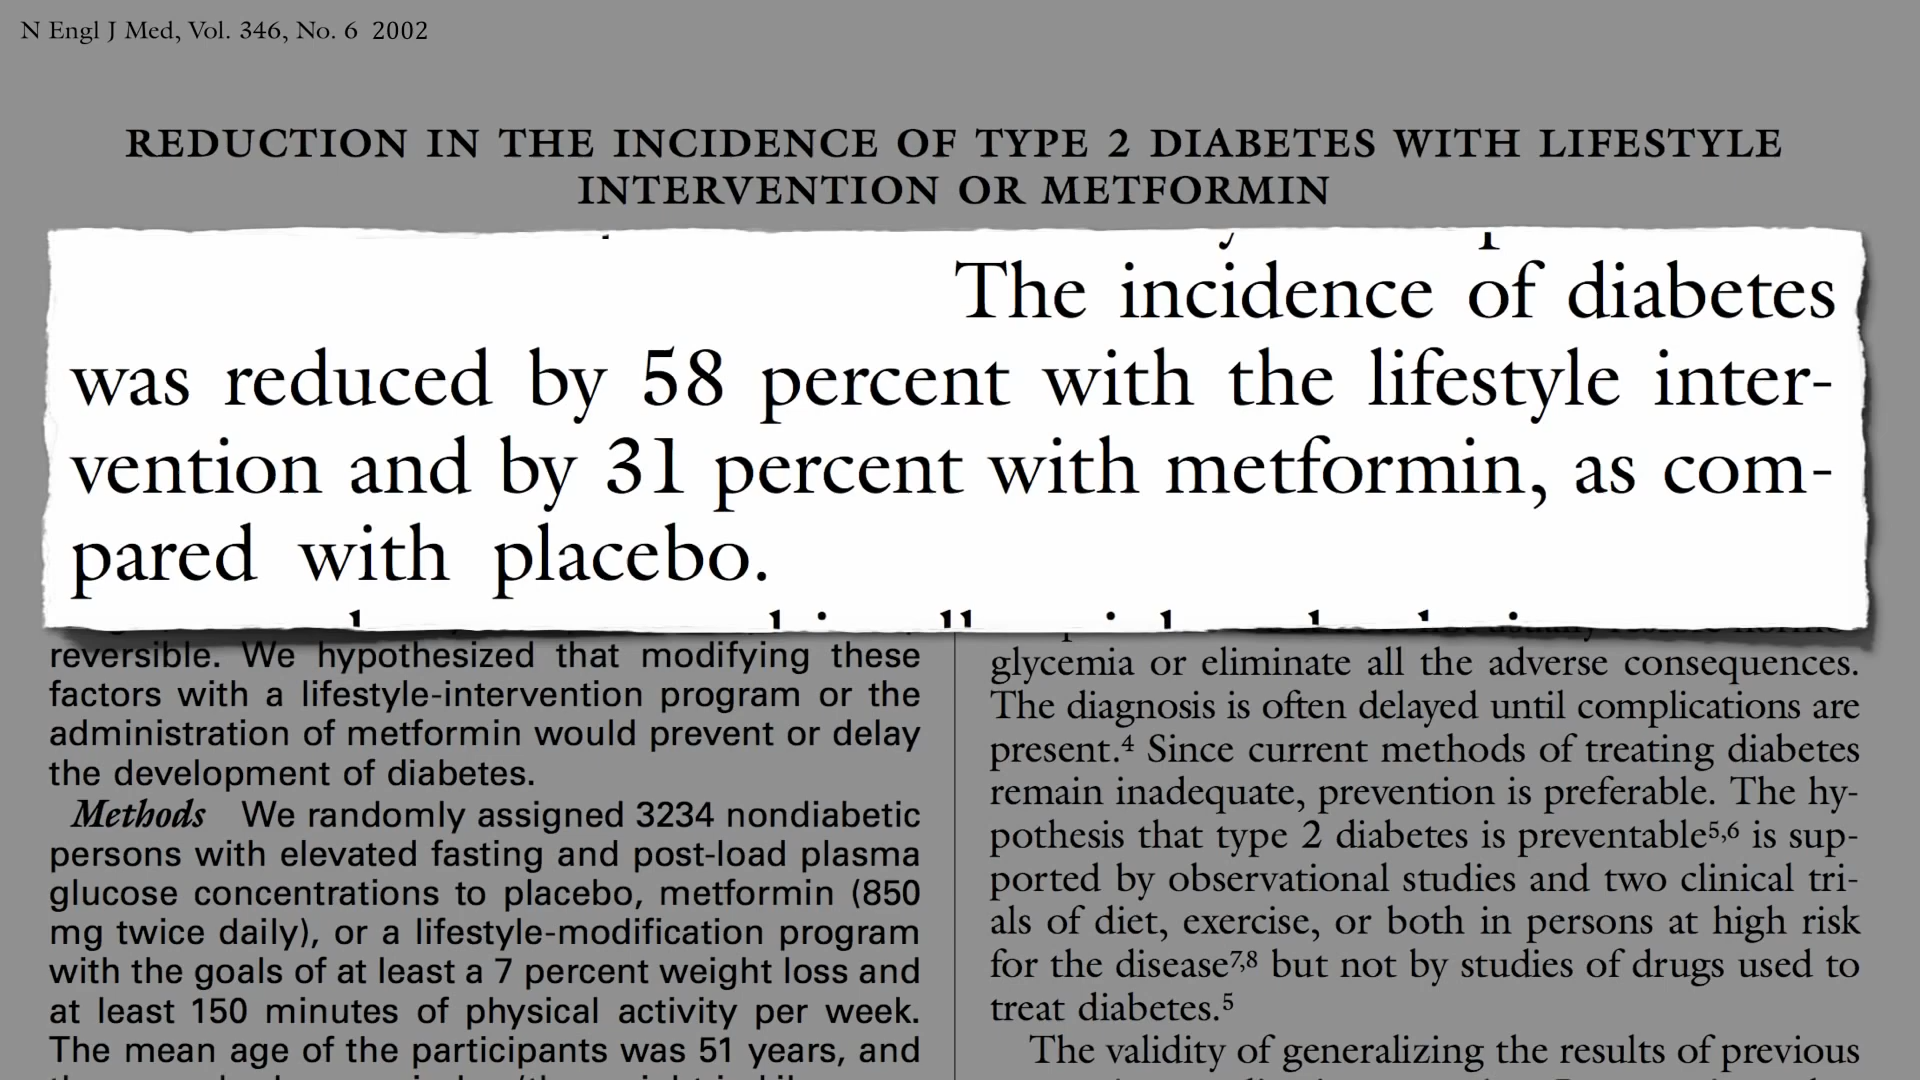 N Engl J Med, Vol. 346, No. 6 2002
REDUCTION IN THE INCIDENCE OF TYPE 2 DIABETES WITH LIFESTYLE
INTERVENTION OR METFORMIN
The incidence of diabetes
was reduced by 58 percent with the lifestyle inter-
vention and by 31 percent with metformin, as com-
pared with placebo.
reversible. We hypothesized that modifying these
factors with a lifestyle-intervention program or the
administration of metformin would prevent or delay
the development of diabetes.
Methods We randomly assigned 3234 nondiabetic
persons with elevated fasting and post-load plasma
glucose concentrations to placebo, metformin (850
mg twice daily), or a lifestyle-modification program
with the goals of at least a 7 percent weight loss and
at least 150 minutes of physical activity per week.
The mean age of the participants was 51 years, and
glycemia or eliminate all the adverse consequences.
The diagnosis is often delayed until complications are
present.4 Since current methods of treating diabetes
remain inadequate, prevention is preferable. The hy-
pothesis that type 2 diabetes is preventable5,6 is sup-
ported by observational studies and two clinical tri-
als of diet, exercise, or both in persons at high risk
for the disease7,8 but not by studies of drugs used to
treat diabetes.5
The validity of generalizing the results of previous